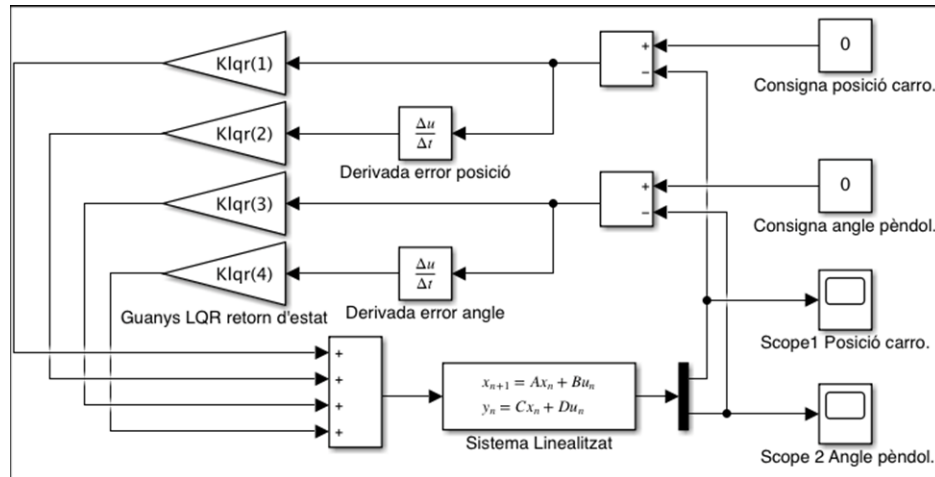 Klqr(1)
+
−
0
Consigna posició carro.
Klqr(2)
Δu
Δt
Derivada error posició
Klqr(3)
+
−
0
Consigna angle pèndol.
Klqr(4)
Δu
Δt
Derivada error angle
Guanys LQR retorn d'estat
Scope1 Posició carro.
+
+
+
+
xₙ₊₁ = Axₙ + Buₙ
yₙ = Cxₙ + Duₙ
Sistema Linealitzat
Scope 2 Angle pèndol.